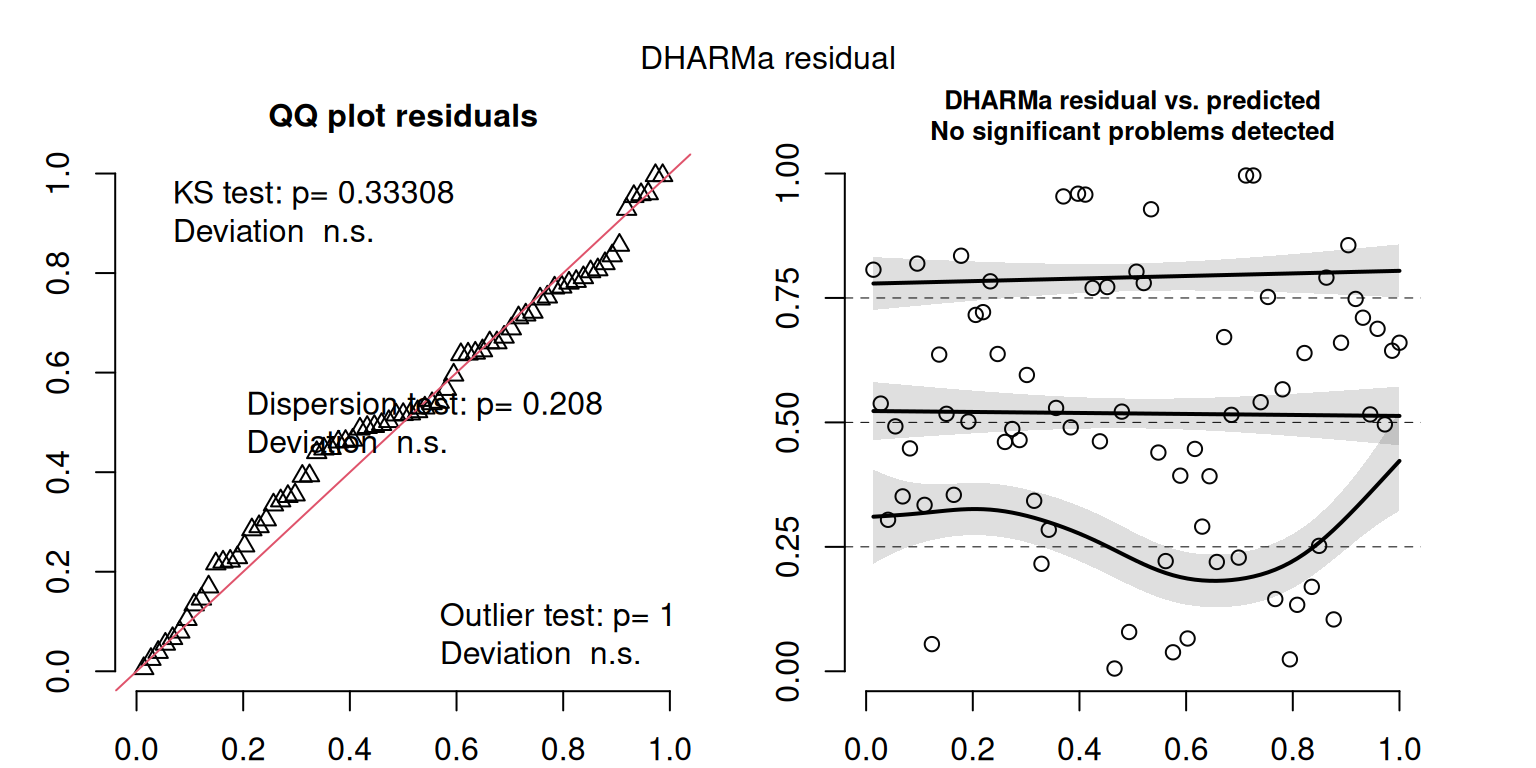 DHARMa residual
QQ plot residuals
KS test: p= 0.33308
Deviation  n.s.
Dispersion test: p= 0.208
Deviation  n.s.
Outlier test: p= 1
Deviation  n.s.
1.0
0.8
0.6
0.4
0.2
0.0
0.0 0.2 0.4 0.6 0.8 1.0
DHARMa residual vs. predicted
No significant problems detected
1.00
0.75
0.50
0.25
0.00
0.0 0.2 0.4 0.6 0.8 1.0